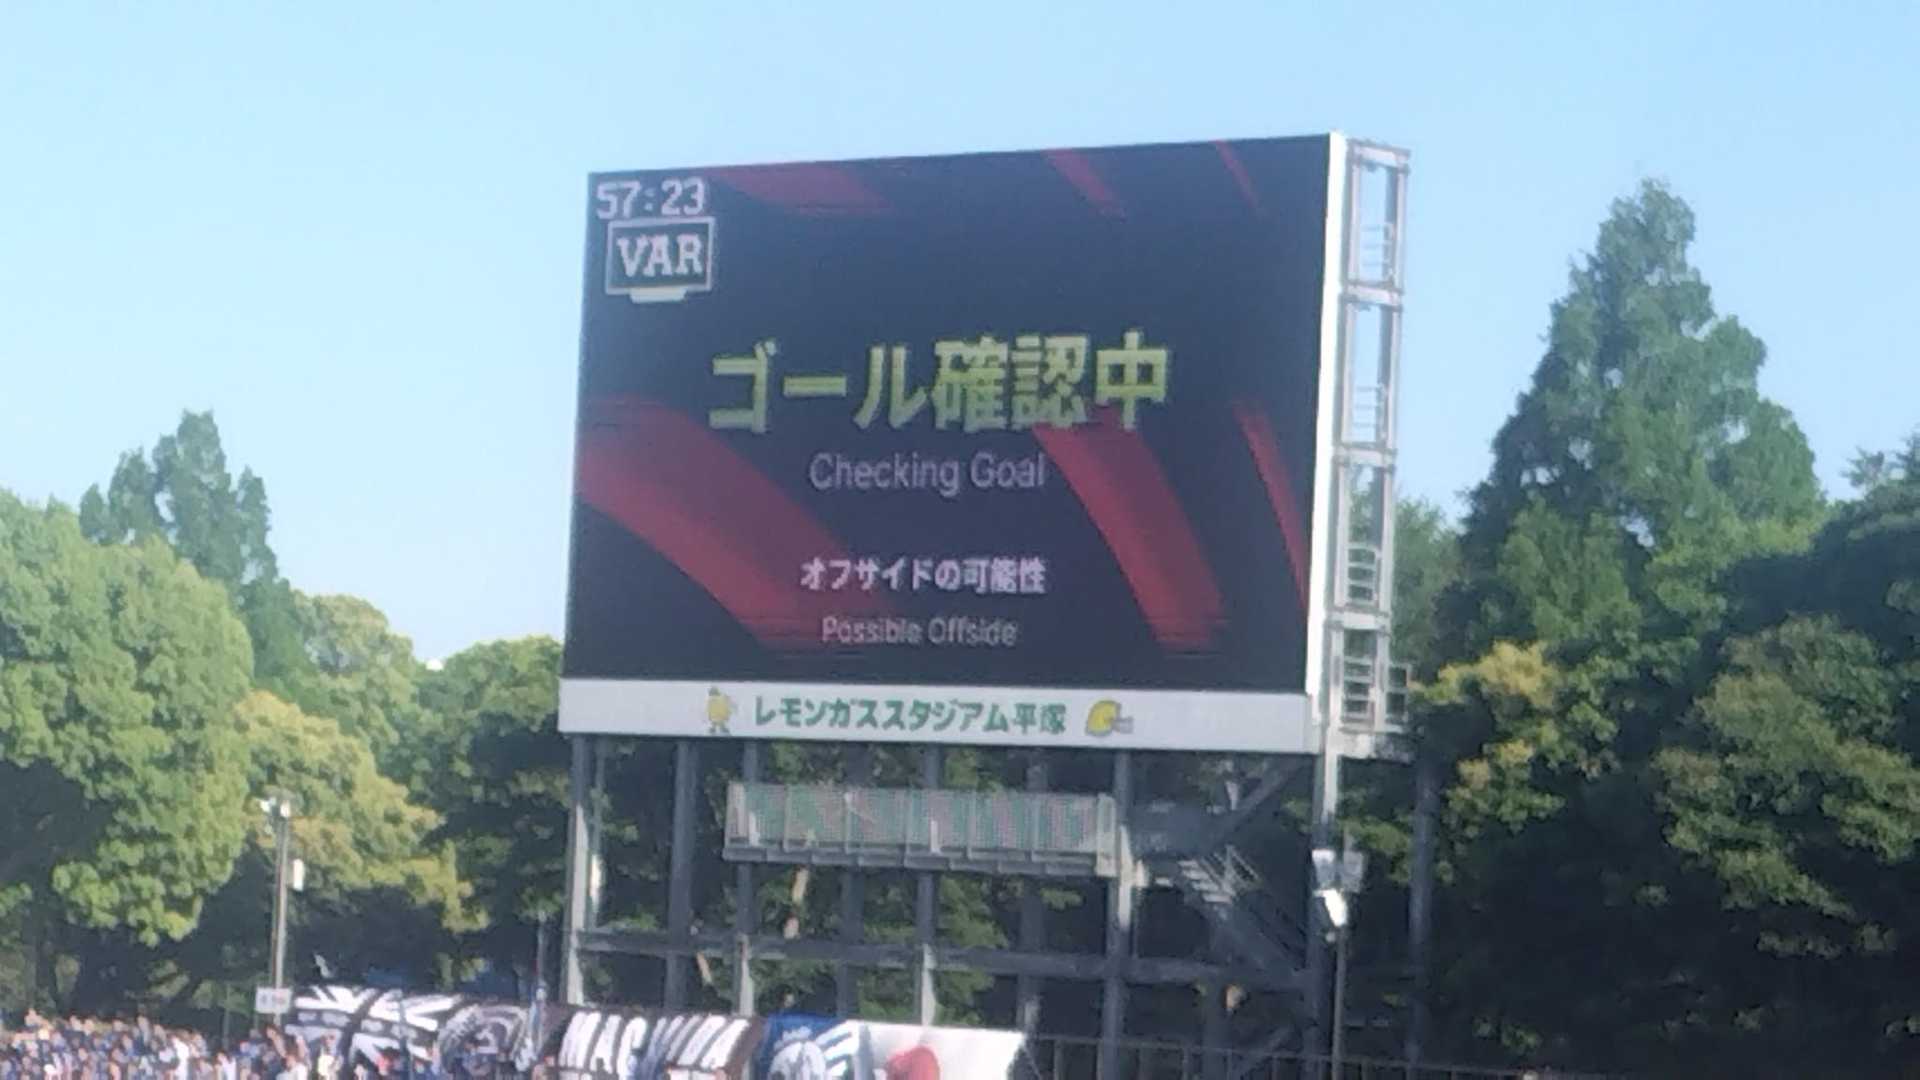 57:23
VAR
ゴール確認中
Checking Goal
オフサイドの可能性
Possible Offside
レモンガススタジアム平塚
MACHIDA